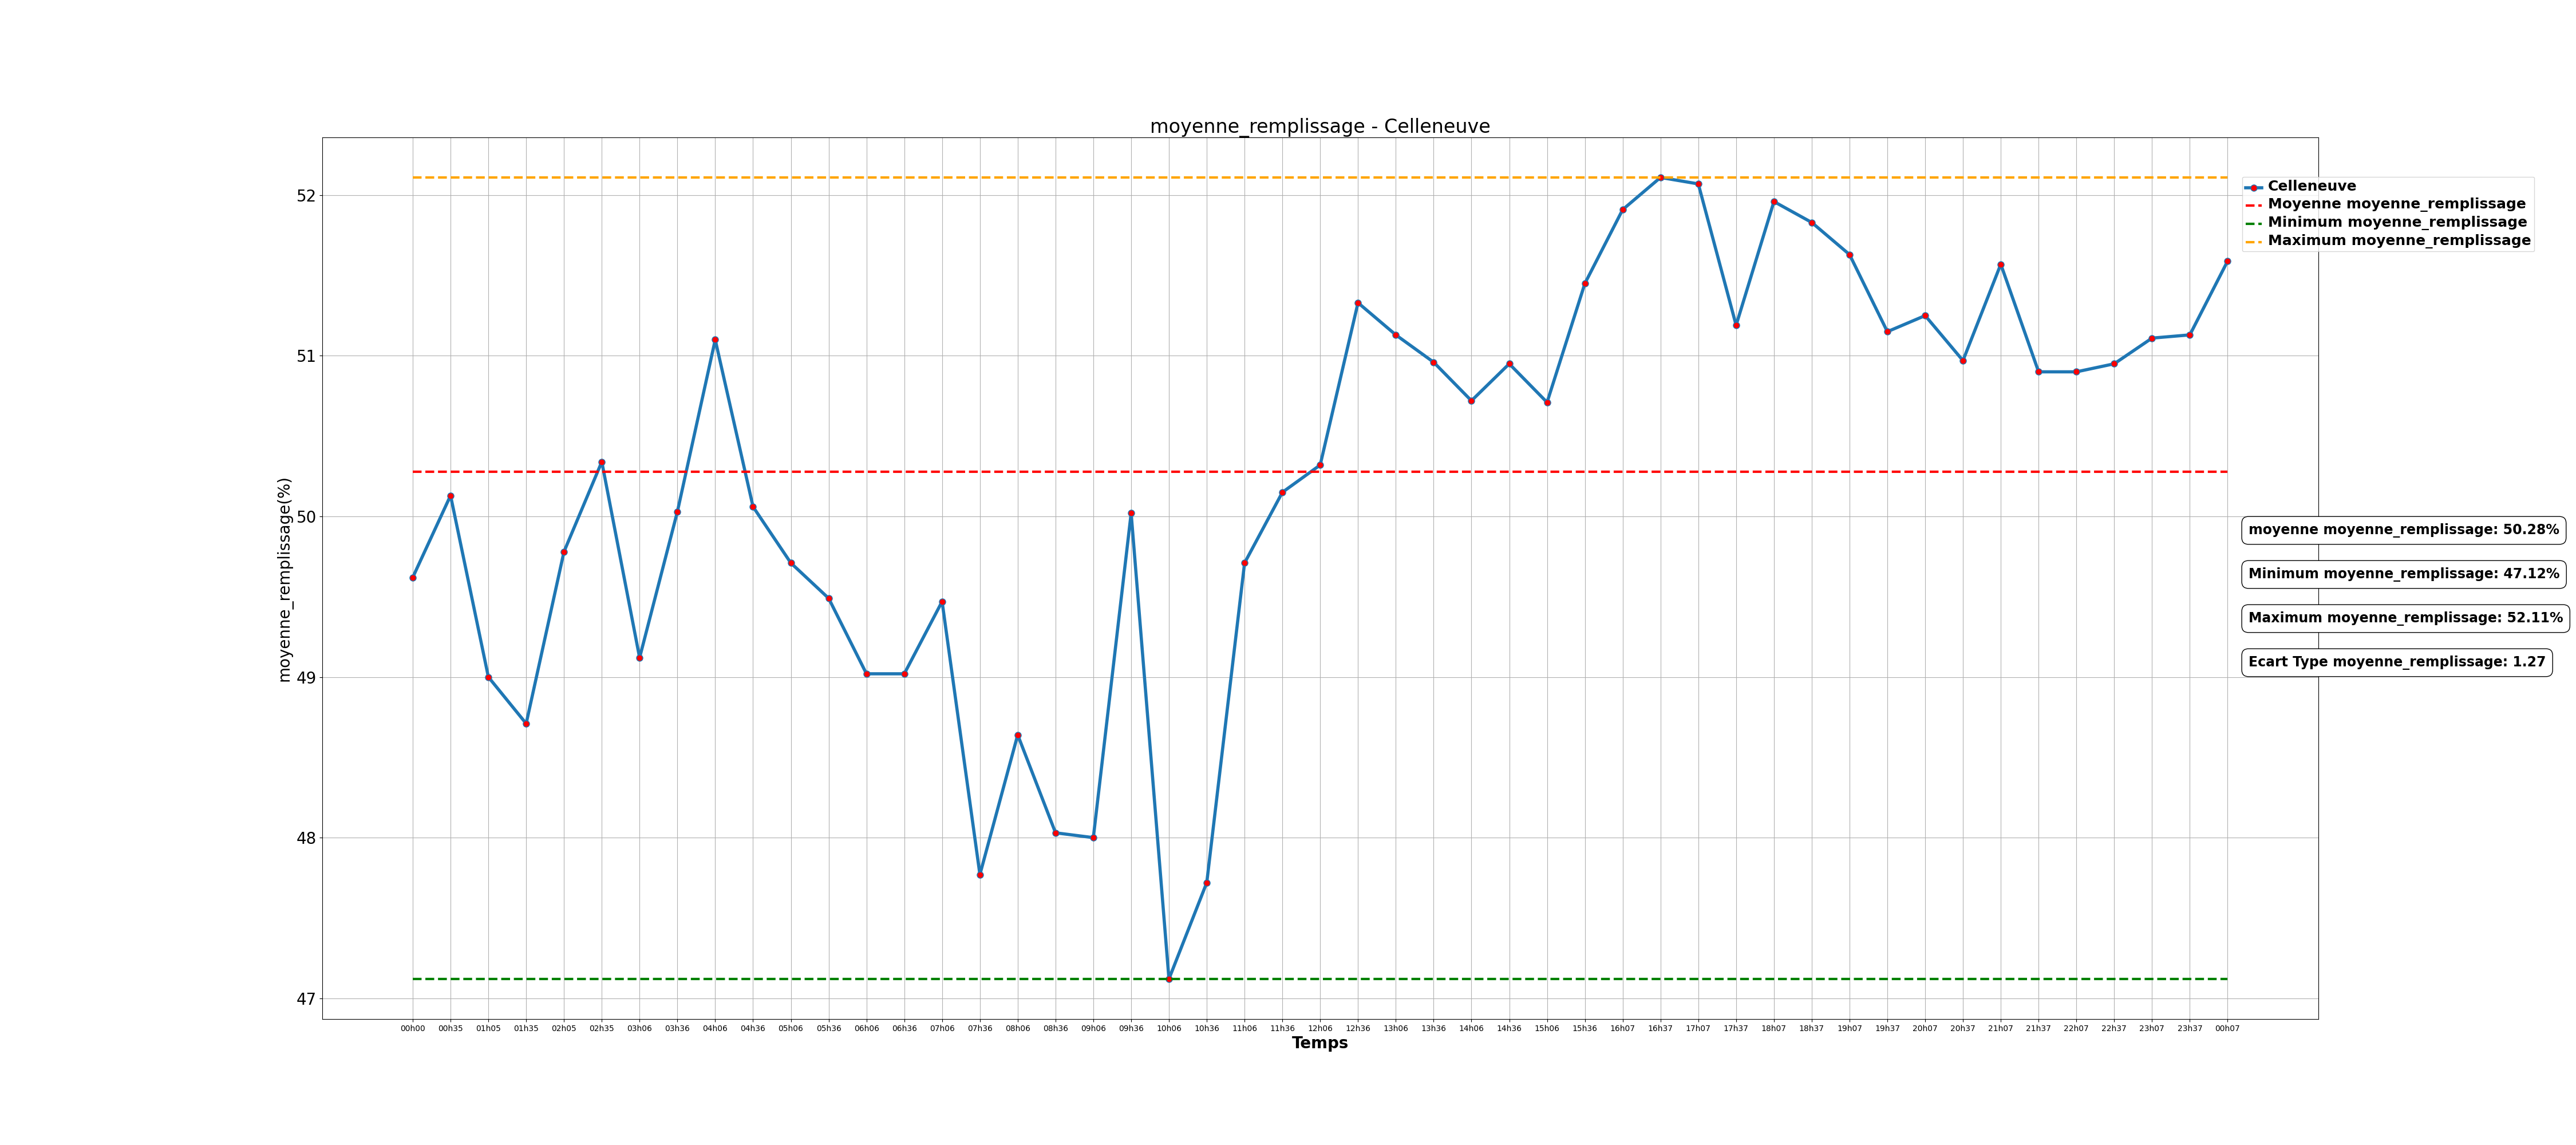 moyenne_remplissage - Celleneuve
52
51
50
49
48
47
moyenne_remplissage(%)
Celleneuve
Moyenne moyenne_remplissage
Minimum moyenne_remplissage
Maximum moyenne_remplissage
moyenne moyenne_remplissage: 50.28%
Minimum moyenne_remplissage: 47.12%
Maximum moyenne_remplissage: 52.11%
Ecart Type moyenne_remplissage: 1.27
00h00 00h35 01h05 01h35 02h05 02h35 03h06 03h36 04h06 04h36 05h06 05h36 06h06 06h36 07h06 07h36 08h06 08h36 09h06 09h36 10h06 10h36 11h06 11h36 12h06 12h36 13h06 13h36 14h06 14h36 15h06 15h36 16h07 16h37 17h07 17h37 18h07 18h37 19h07 19h37 20h07 20h37 21h07 21h37 22h07 22h37 23h07 23h37 00h07
Temps